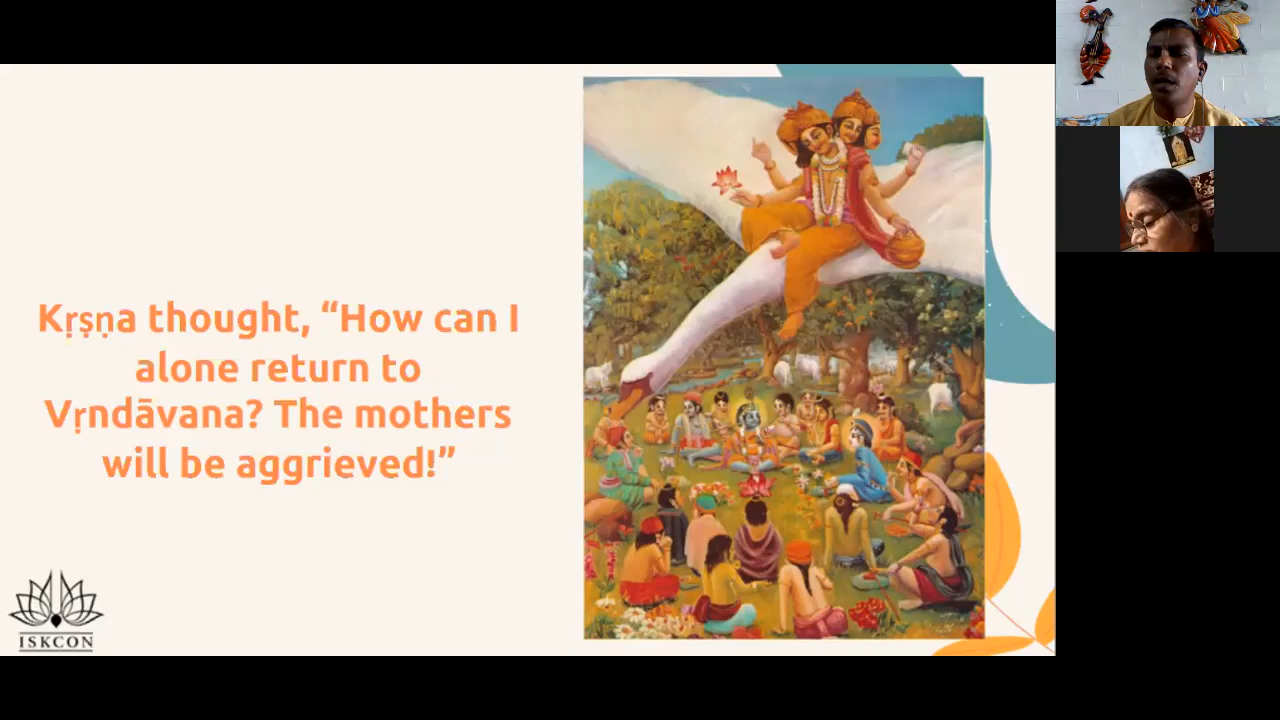 Kṛṣṇa thought, “How can I
alone return to
Vṛndāvana? The mothers
will be aggrieved!”
ISKCON